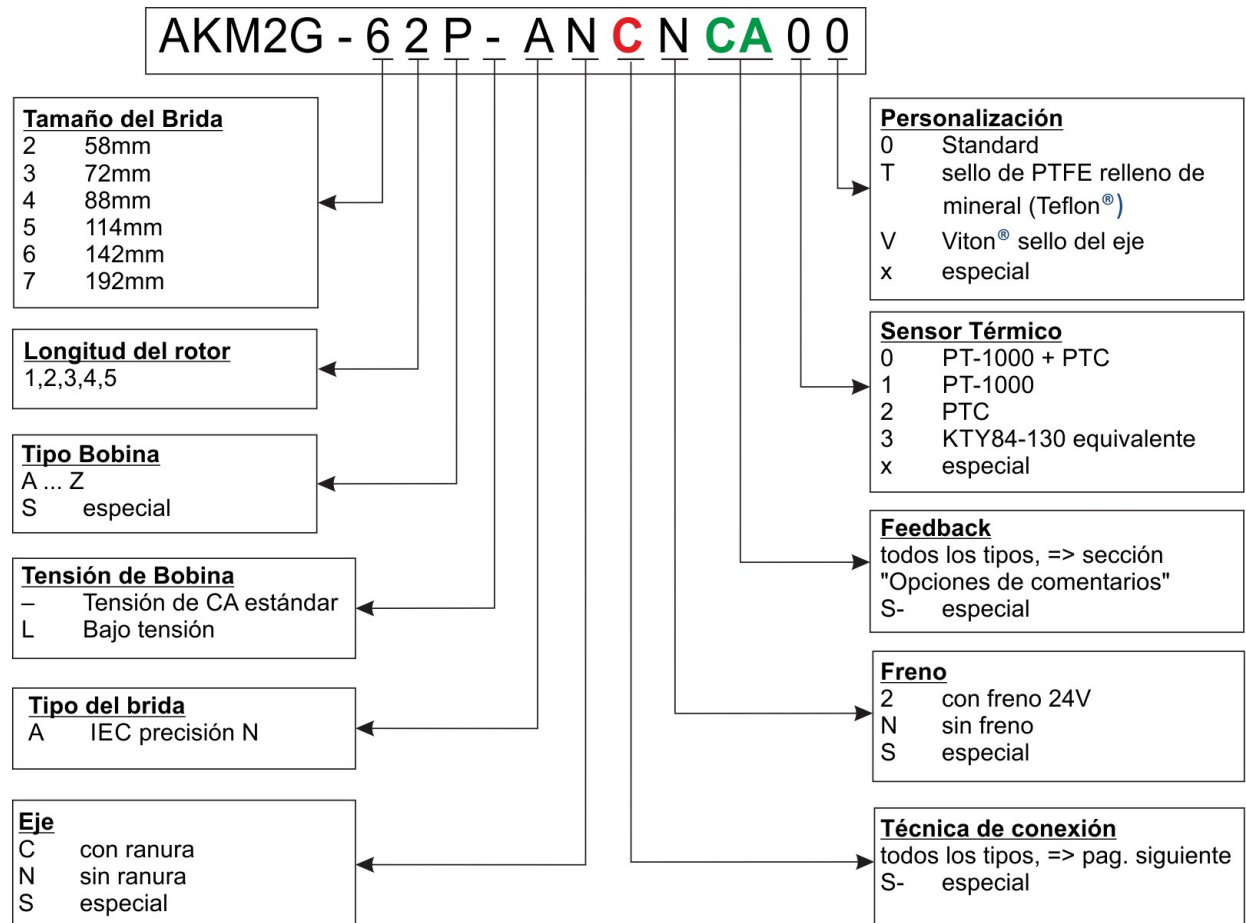 AKM2G - 6 2 P - A N C N CA 0 0
Tamaño del Brida
2 58mm
3 72mm
4 88mm
5 114mm
6 142mm
7 192mm
Longitud del rotor
1,2,3,4,5
Tipo Bobina
A ... Z
S especial
Tensión de Bobina
– Tensión de CA estándar
L Bajo tensión
Tipo del brida
A IEC precisión N
Eje
C con ranura
N sin ranura
S especial
Personalización
0 Standard
T sello de PTFE relleno de
mineral (Teflon®)
V Viton® sello del eje
x especial
Sensor Térmico
0 PT-1000 + PTC
1 PT-1000
2 PTC
3 KTY84-130 equivalente
x especial
Feedback
todos los tipos, => sección
"Opciones de comentarios"
S- especial
Freno
2 con freno 24V
N sin freno
S especial
Técnica de conexión
todos los tipos, => pag. siguiente
S- especial